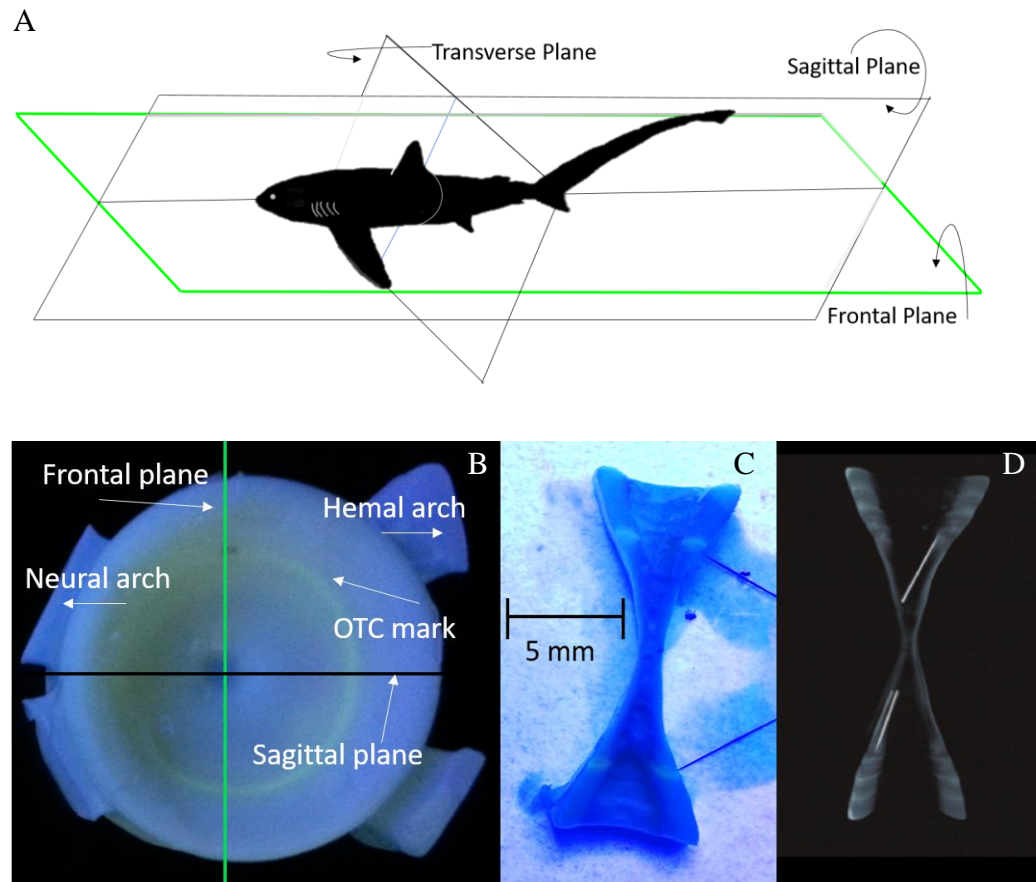 A
Transverse Plane
Sagittal Plane
Frontal Plane
B
Frontal plane
Hemal arch
Neural arch
OTC mark
Sagittal plane
C
5 mm
D